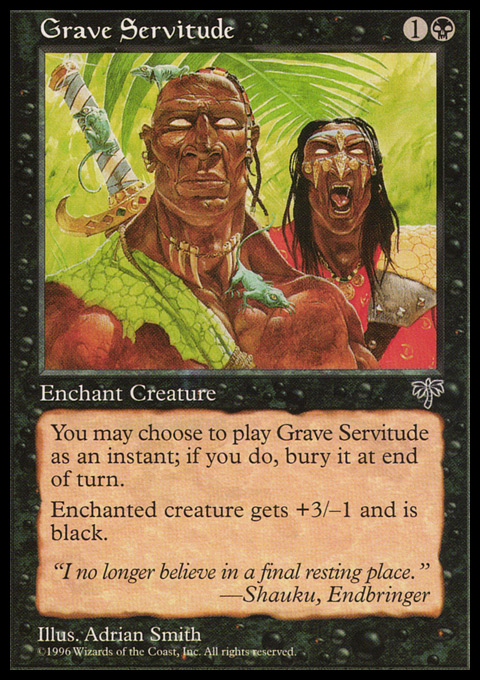 Grave Servitude 1
Enchant Creature
You may choose to play Grave Servitude
as an instant; if you do, bury it at end
of turn.
Enchanted creature gets +3/–1 and is
black.
“I no longer believe in a final resting place.”
—Shauku, Endbringer
Illus. Adrian Smith
©1996 Wizards of the Coast, Inc. All rights reserved.